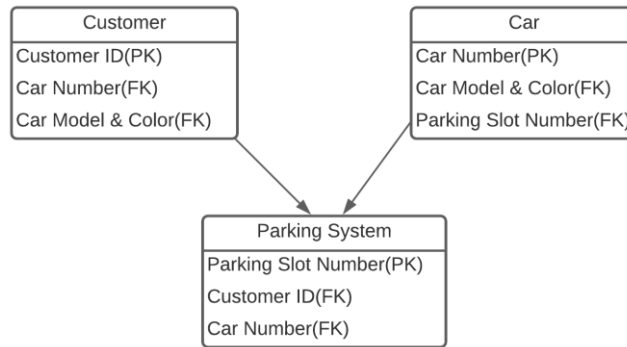 Customer
Customer ID(PK)
Car Number(FK)
Car Model & Color(FK)
Car
Car Number(PK)
Car Model & Color(FK)
Parking Slot Number(FK)
Parking System
Parking Slot Number(PK)
Customer ID(FK)
Car Number(FK)